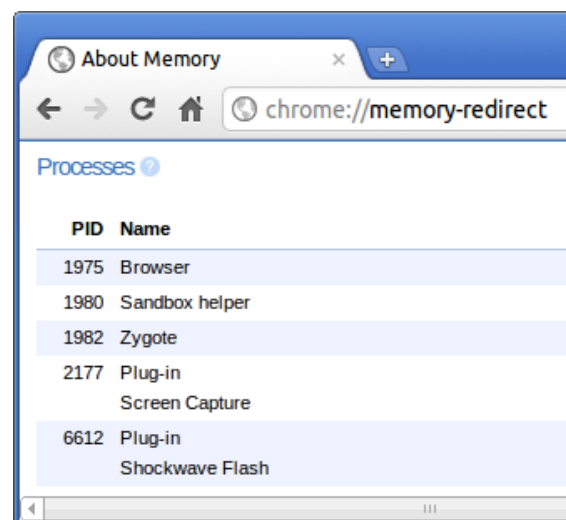 About Memory
chrome://memory-redirect
Processes ?
PID Name
1975 Browser
1980 Sandbox helper
1982 Zygote
2177 Plug-in
Screen Capture
6612 Plug-in
Shockwave Flash